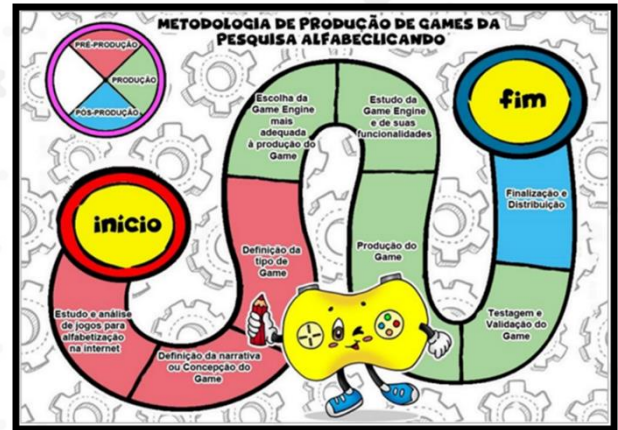 METODOLOGIA DE PRODUÇÃO DE GAMES DA
PESQUISA ALFABECLICANDO
PRÉ-PRODUÇÃO
PRODUÇÃO
PÓS-PRODUÇÃO
início
Estudo e análise
de jogos para
alfabetização
na internet
Definição da narrativa
ou Concepção do
Game
Definição da
tipo de
Game
Escolha da
Game Engine
mais
adequada
à produção do
Game
Estudo da
Game Engine
e de suas
funcionalidades
Produção do
Game
Testagem e
Validação do
Game
Finalização e
Distribuição
fim